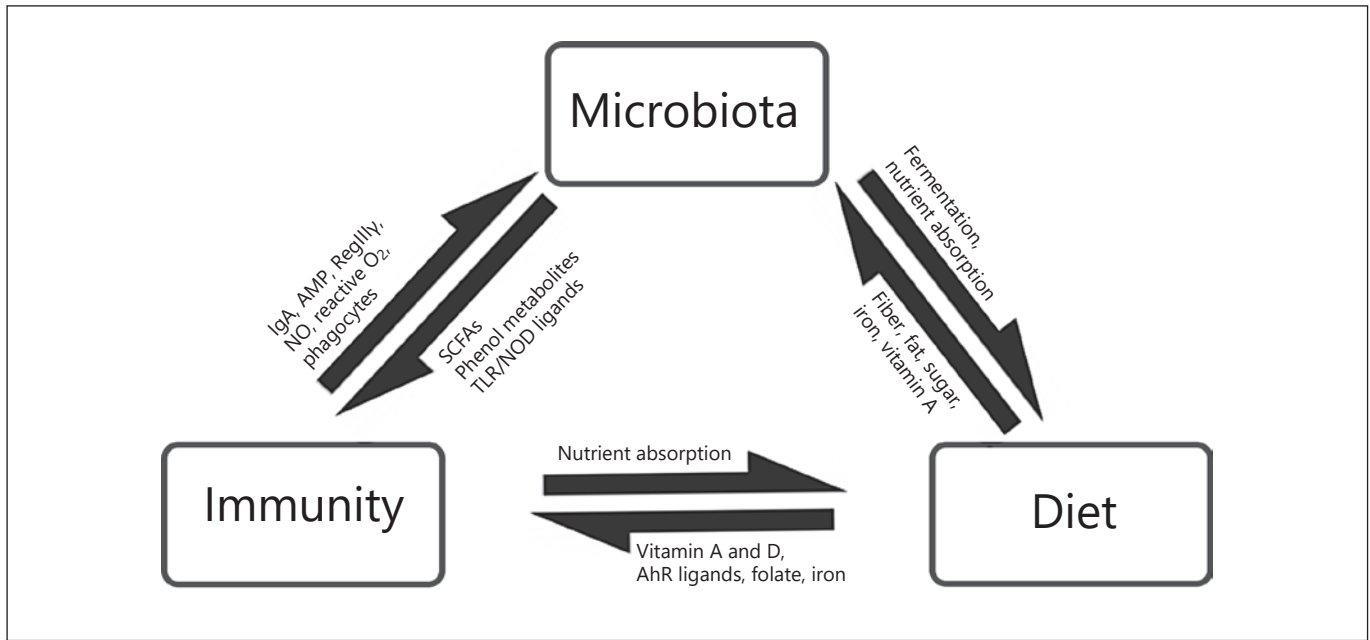 Microbiota
IgA, AMP, RegIIIγ,
NO, reactive O₂,
phagocytes
SCFAs
Phenol metabolites
TLR/NOD ligands
Fermentation,
nutrient absorption
Fiber, fat, sugar,
iron, vitamin A
Immunity
Nutrient absorption
Vitamin A and D,
AhR ligands, folate, iron
Diet